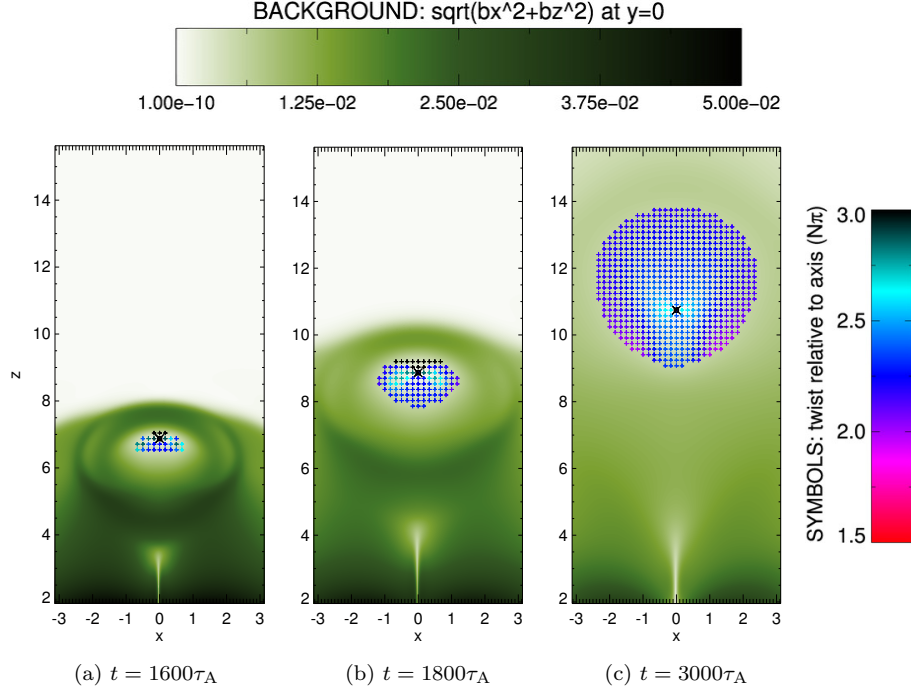 BACKGROUND: sqrt(bx^2+bz^2) at y=0
1.00e−10 1.25e−02 2.50e−02 3.75e−02 5.00e−02
z
14
12
10
8
6
4
2
-3 -2 -1 0 1 2 3
x
14
12
10
8
6
4
2
-3 -2 -1 0 1 2 3
x
14
12
10
8
6
4
2
-3 -2 -1 0 1 2 3
x
SYMBOLS: twist relative to axis (Nπ)
3.0
2.5
2.0
1.5
(a) t = 1600τA
(b) t = 1800τA
(c) t = 3000τA